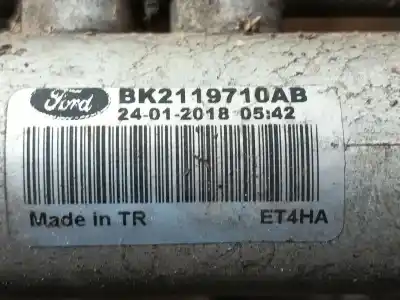 Ford BK2119710AB
24-01-2018 05:42
Made in TR ET4HA